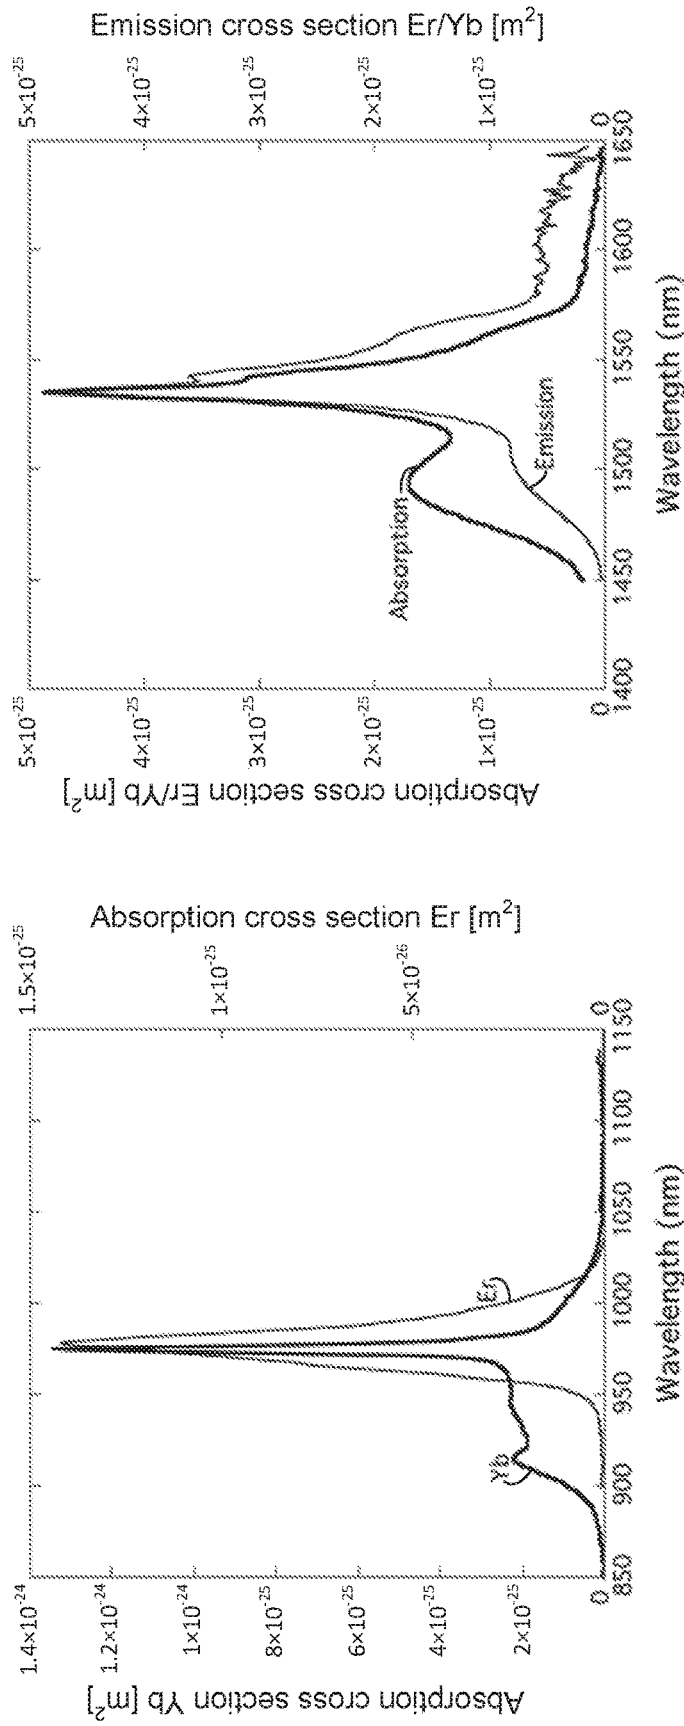 Absorption cross section Yb [m²]
1.4×10⁻²⁴
1.2×10⁻²⁴
1×10⁻²⁴
8×10⁻²⁵
6×10⁻²⁵
4×10⁻²⁵
2×10⁻²⁵
0
Yb
Er
1.5×10⁻²⁵
1×10⁻²⁵
5×10⁻²⁶
0
Absorption cross section Er [m²]
850 900 950 1000 1050 1100 1150
Wavelength (nm)
Absorption cross section Er/Yb [m²]
5×10⁻²⁵
4×10⁻²⁵
3×10⁻²⁵
2×10⁻²⁵
1×10⁻²⁵
0
Absorption
Emission
5×10⁻²⁵
4×10⁻²⁵
3×10⁻²⁵
2×10⁻²⁵
1×10⁻²⁵
0
Emission cross section Er/Yb [m²]
1400 1450 1500 1550 1600 1650
Wavelength (nm)